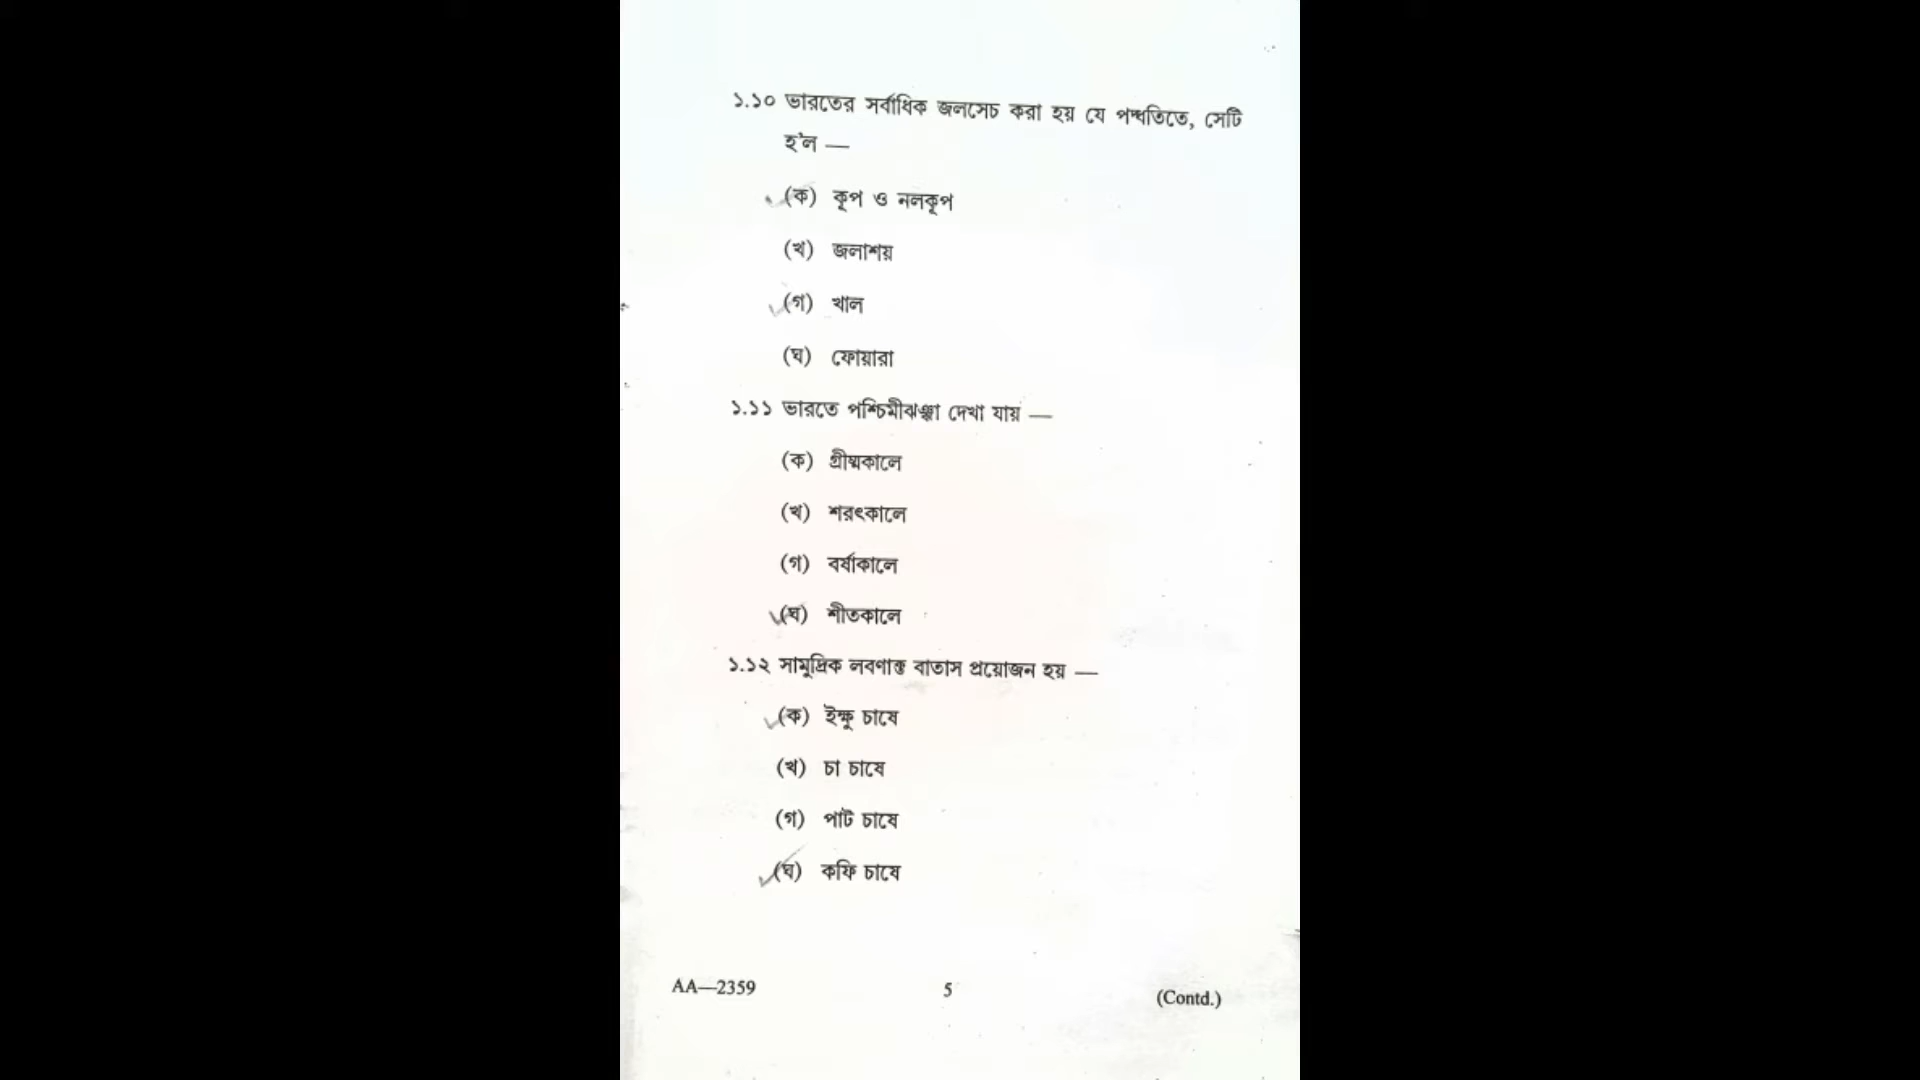 ১.১০ ভারতের সর্বাধিক জলসেচ করা হয় যে পদ্ধতিতে, সেটি
হ'ল —
(ক) কূপ ও নলকূপ
(খ) জলাশয়
(গ) খাল
(ঘ) ফোয়ারা
১.১১ ভারতে পশ্চিমীঝঞ্ঝা দেখা যায় —
(ক) গ্রীষ্মকালে
(খ) শরৎকালে
(গ) বর্ষাকালে
(ঘ) শীতকালে
১.১২ সামুদ্রিক লবণাক্ত বাতাস প্রয়োজন হয় —
(ক) ইক্ষু চাষে
(খ) চা চাষে
(গ) পাট চাষে
(ঘ) কফি চাষে
AA—2359 5 (Contd.)